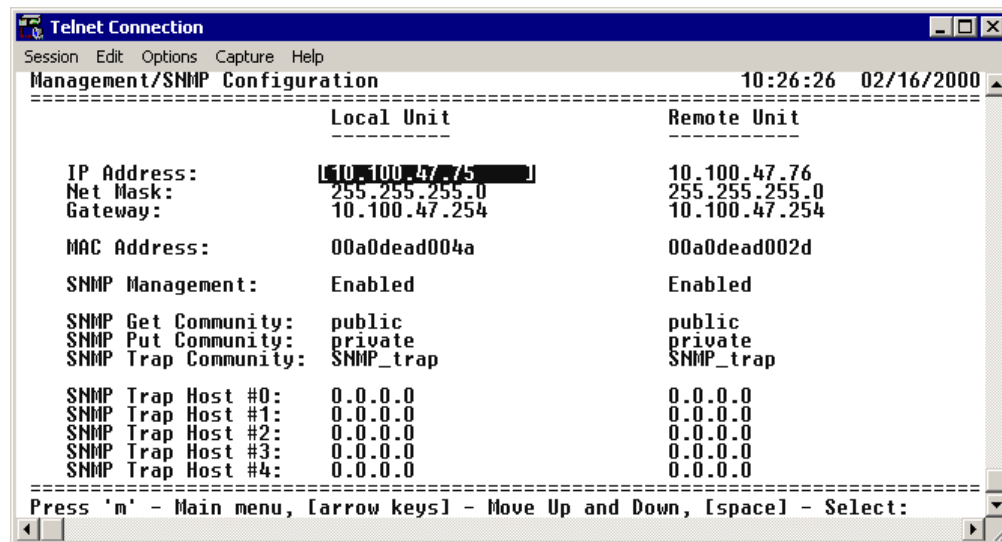 Telnet Connection
Session Edit Options Capture Help
Management/SNMP Configuration 10:26:26 02/16/2000
================================================================================
Local Unit Remote Unit
---------- -----------
IP Address: [10.100.47.75 ] 10.100.47.76
Net Mask: 255.255.255.0 255.255.255.0
Gateway: 10.100.47.254 10.100.47.254
MAC Address: 00a0dead004a 00a0dead002d
SNMP Management: Enabled Enabled
SNMP Get Community: public public
SNMP Put Community: private private
SNMP Trap Community: SNMP_trap SNMP_trap
SNMP Trap Host #0: 0.0.0.0 0.0.0.0
SNMP Trap Host #1: 0.0.0.0 0.0.0.0
SNMP Trap Host #2: 0.0.0.0 0.0.0.0
SNMP Trap Host #3: 0.0.0.0 0.0.0.0
SNMP Trap Host #4: 0.0.0.0 0.0.0.0
================================================================================
Press 'm' - Main menu, [arrow keys] - Move Up and Down, [space] - Select: